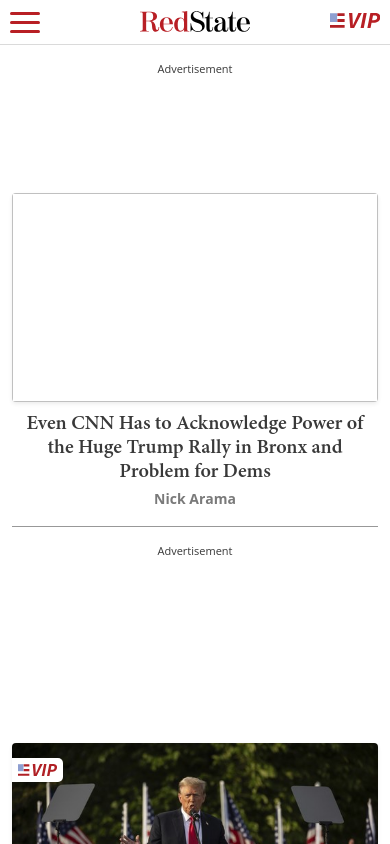 RedState
VIP
Advertisement
Even CNN Has to Acknowledge Power of
the Huge Trump Rally in Bronx and
Problem for Dems
Nick Arama
Advertisement
VIP